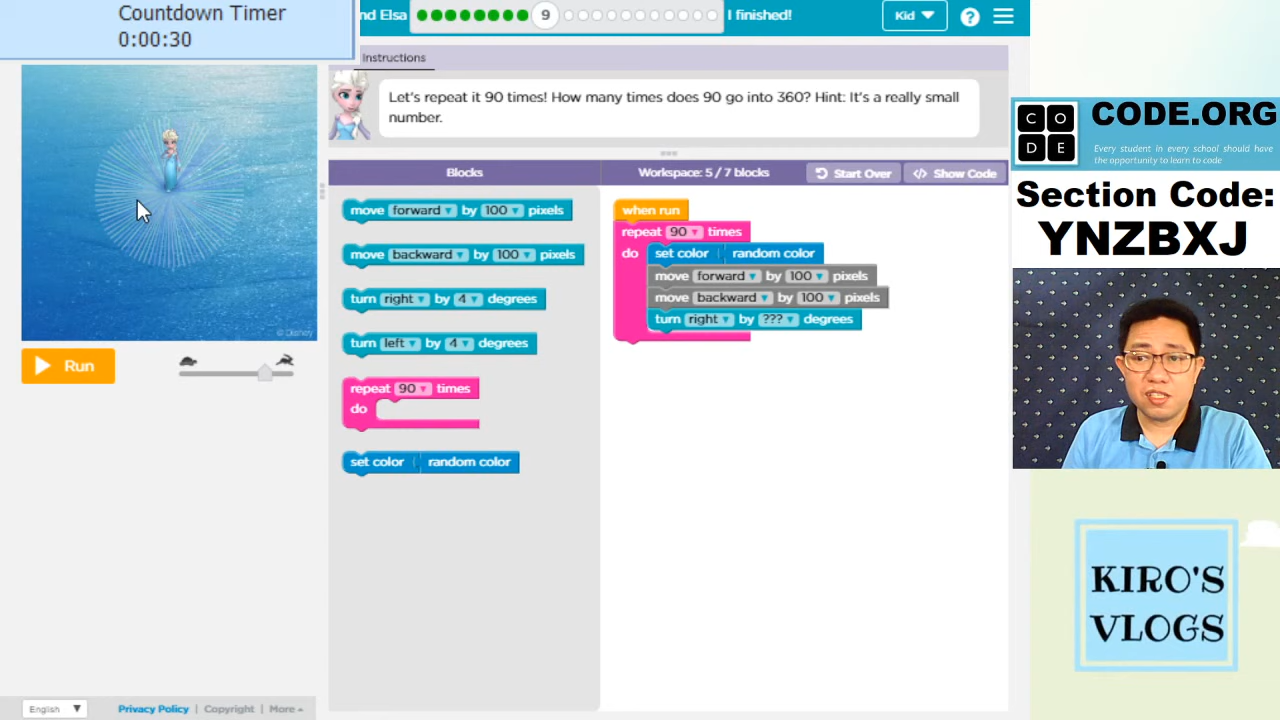 Countdown Timer
0:00:30
nd Elsa
9
I finished!
Kid
?
Instructions
Let's repeat it 90 times! How many times does 90 go into 360? Hint: It's a really small
number.
Blocks
Workspace: 5 / 7 blocks
Start Over
</> Show Code
move forward by 100 pixels
move backward by 100 pixels
turn right by 4 degrees
turn left by 4 degrees
repeat 90 times
do
set color random color
when run
repeat 90 times
do set color random color
move forward by 100 pixels
move backward by 100 pixels
turn right by ??? degrees
© Disney
Run
English
Privacy Policy | Copyright | More
C O
D E
CODE.ORG
Every student in every school should have
the opportunity to learn to code
Section Code:
YNZBXJ
KIRO'S
VLOGS